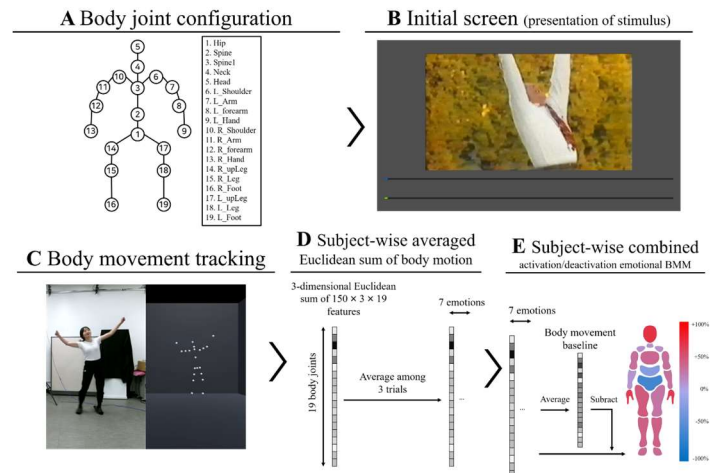 A Body joint configuration
5
4
10
6
11
3
7
12
8
2
13
1
9
14
17
15
18
16
19
1. Hip
2. Spine
3. Spine1
4. Neck
5. Head
6. L_Shoulder
7. L_Arm
8. L_forearm
9. L_Hand
10. R_Shoulder
11. R_Arm
12. R_forearm
13. R_Hand
14. R_upLeg
15. R_Leg
16. R_Foot
17. L_upLeg
18. L_Leg
19. L_Foot
B Initial screen (presentation of stimulus)
C Body movement tracking
D Subject-wise averaged
Euclidean sum of body motion
3-dimensional Euclidean
sum of 150 × 3 × 19
features
19 body joints
Average among
3 trials
7 emotions
...
E Subject-wise combined
activation/deactivation emotional BMM
7 emotions
...
Body movement
baseline
Average
Subtract
+100%
+50%
0%
-50%
-100%